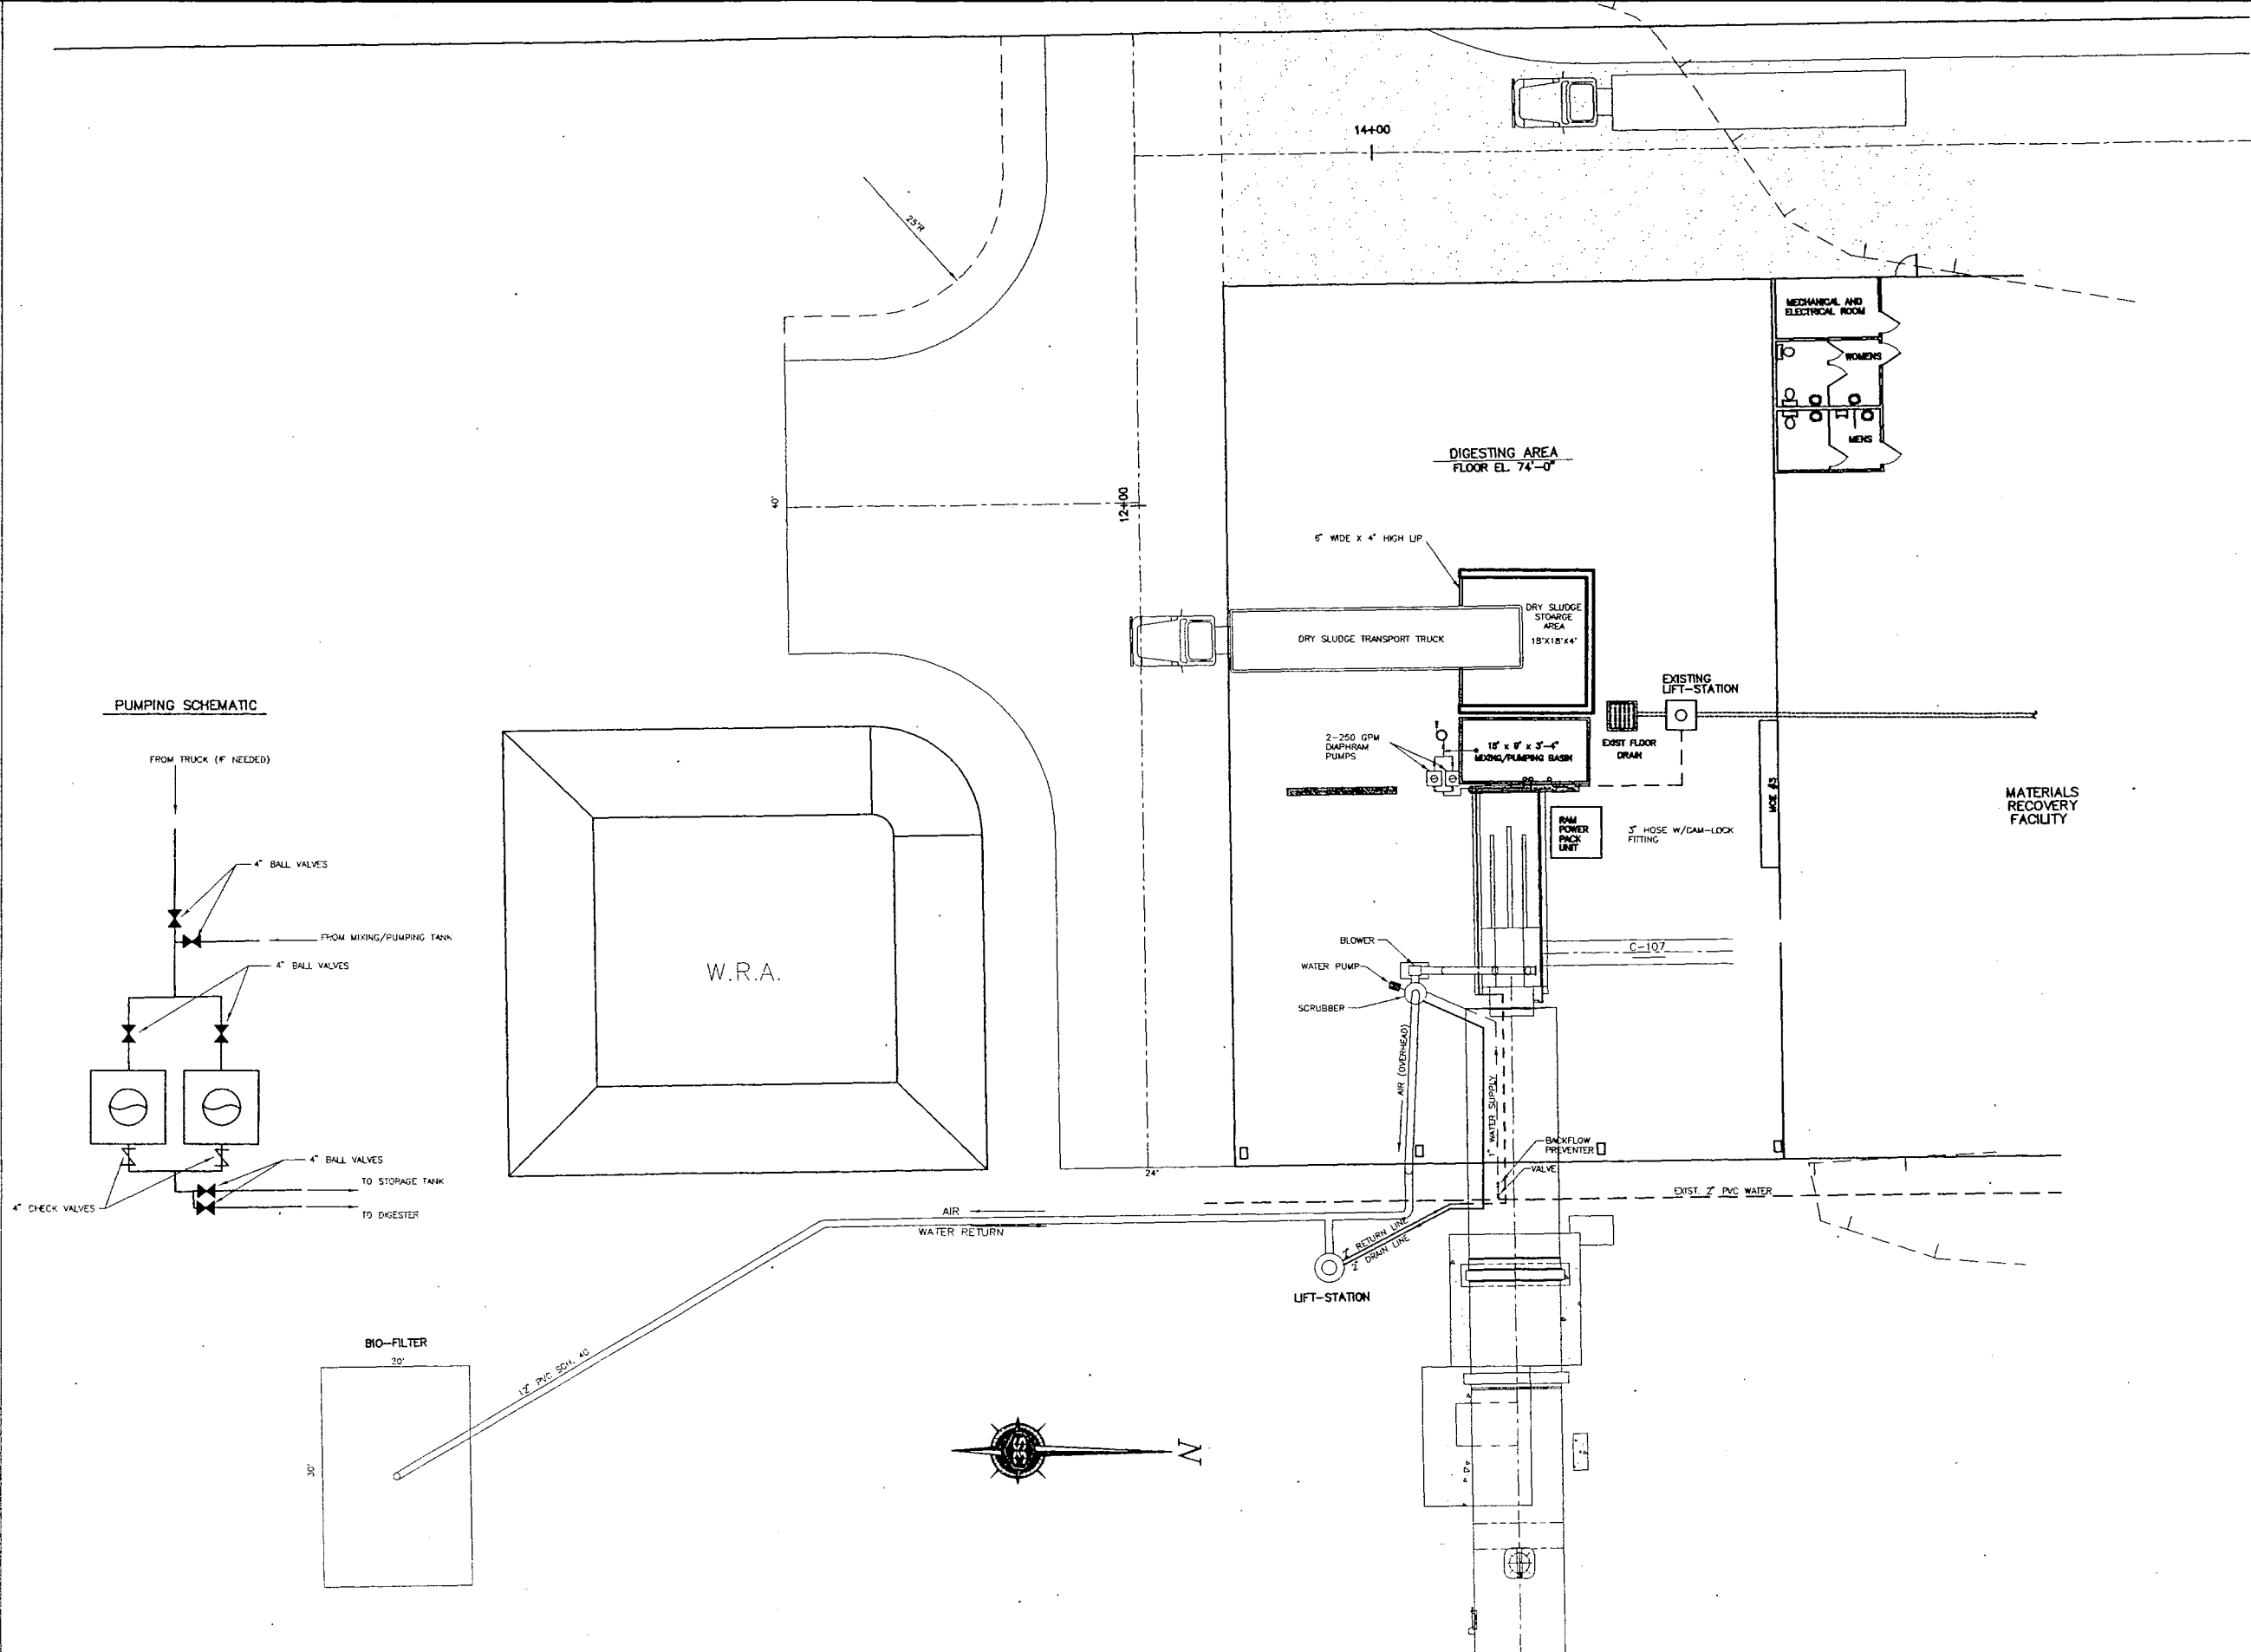 14+00
25'R
MECHANICAL AND
ELECTRICAL ROOM
WOMENS
MENS
DIGESTING AREA
FLOOR EL. 74'-0"
40'
12+00
6" WIDE X 4" HIGH LIP
DRY SLUDGE
STOARGE
AREA
18'X18'X4'
DRY SLUDGE TRANSPORT TRUCK
EXISTING
LIFT-STATION
PUMPING SCHEMATIC
2-250 GPM
DIAPHRAM
PUMPS
MIXING/PUMPING BASIN
EXIST FLOOR
DRAIN
FROM TRUCK (IF NEEDED)
MATERIALS
RECOVERY
FACILITY
RAM
POWER
PACK
UNIT
3" HOSE W/CAM-LOCK
FITTING
4" BALL VALVES
FROM MIXING/PUMPING TANK
4" BALL VALVES
W.R.A.
BLOWER
C-107
WATER PUMP
SCRUBBER
AIR (OVERHEAD)
1" WATER SUPPLY
BACKFLOW
PREVENTER
VALVE
4" BALL VALVES
TO STORAGE TANK
4" CHECK VALVES
TO DIGESTER
24'
EXIST. 2" PVC WATER
AIR
WATER RETURN
2" RETURN LINE
2" DRAIN LINE
LIFT-STATION
BIO-FILTER
20'
12" PVC SCH. 40
30'
N